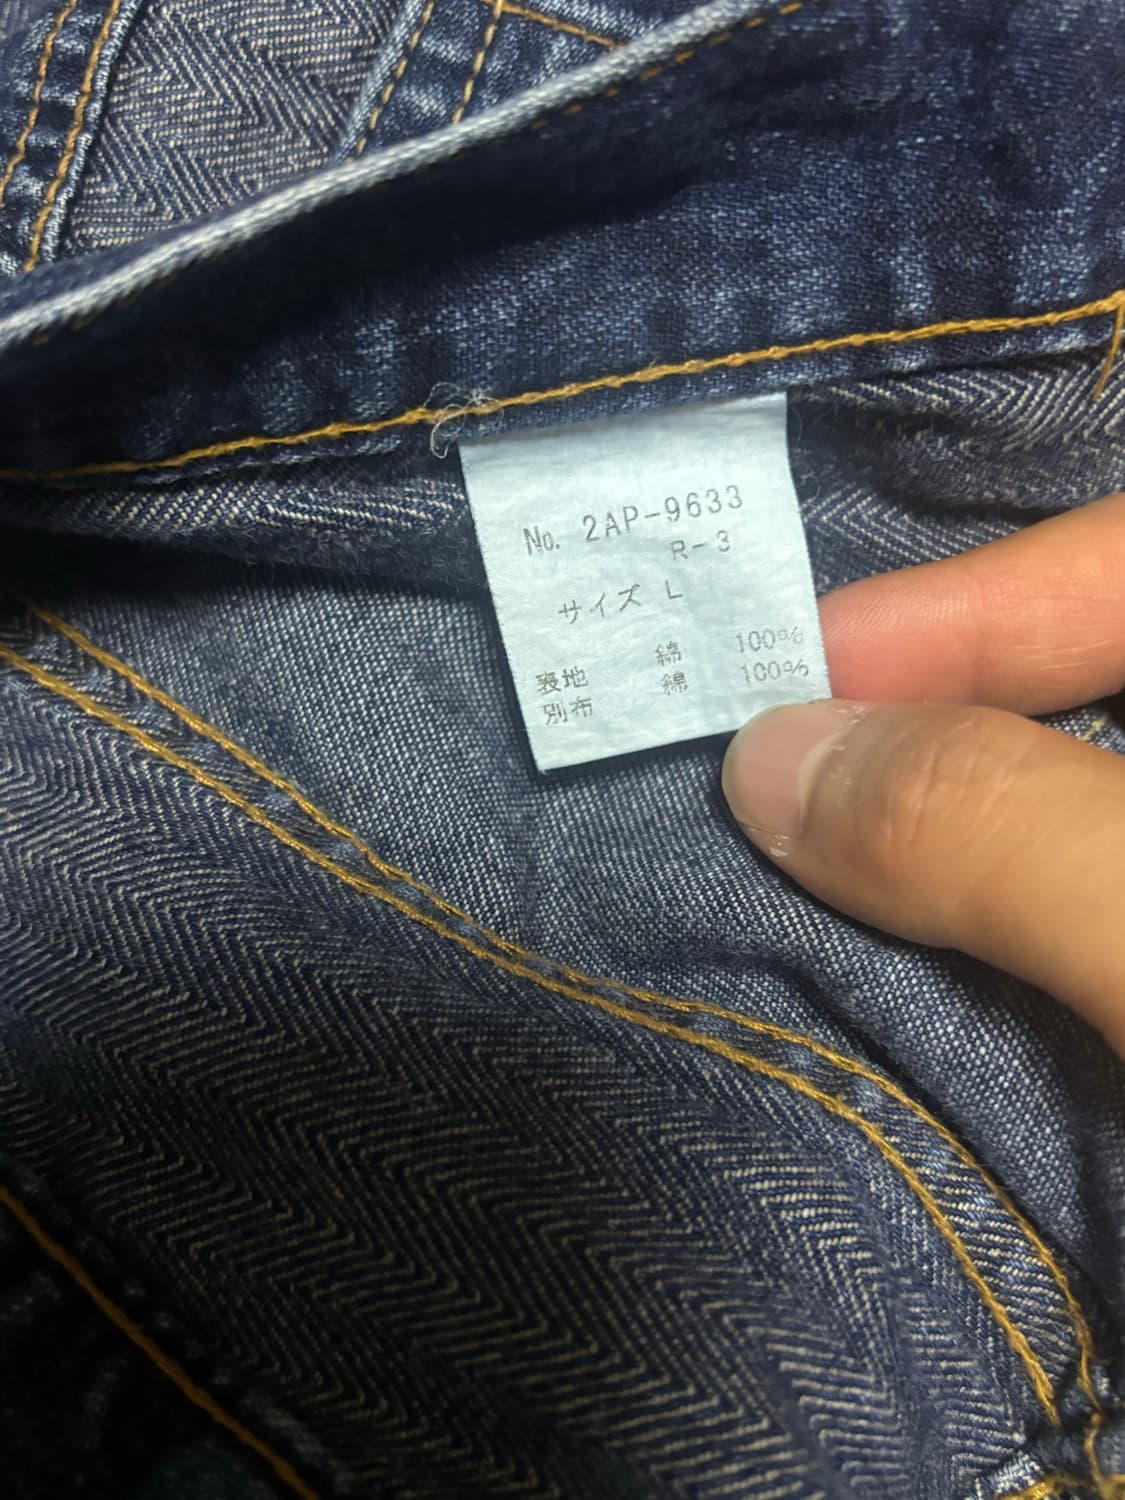 No. 2AP-9633
R-3
サイズ L
表地 綿 100%
別布 綿 100%